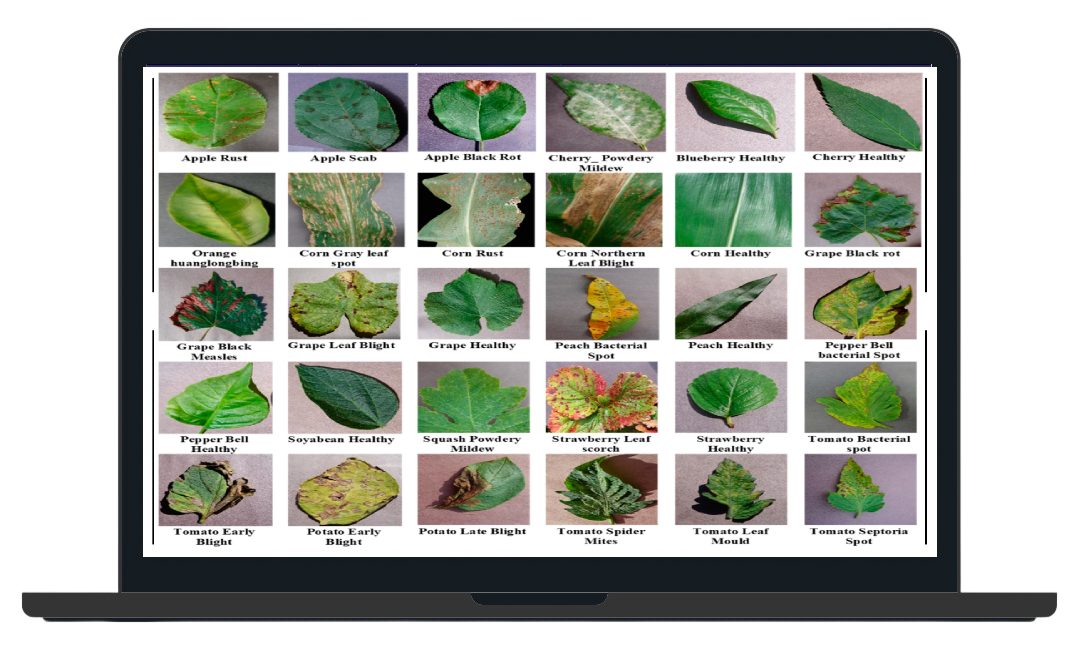 Apple Rust
Apple Scab
Apple Black Rot
Cherry_ Powdery
Mildew
Blueberry Healthy
Cherry Healthy
Orange
huanglongbing
Corn Gray leaf
spot
Corn Rust
Corn Northern
Leaf Blight
Corn Healthy
Grape Black rot
Grape Black
Measles
Grape Leaf Blight
Grape Healthy
Peach Bacterial
Spot
Peach Healthy
Pepper Bell
bacterial Spot
Pepper Bell
Healthy
Soyabean Healthy
Squash Powdery
Mildew
Strawberry Leaf
scorch
Strawberry
Healthy
Tomato Bacterial
spot
Tomato Early
Blight
Potato Early
Blight
Potato Late Blight
Tomato Spider
Mites
Tomato Leaf
Mould
Tomato Septoria
Spot